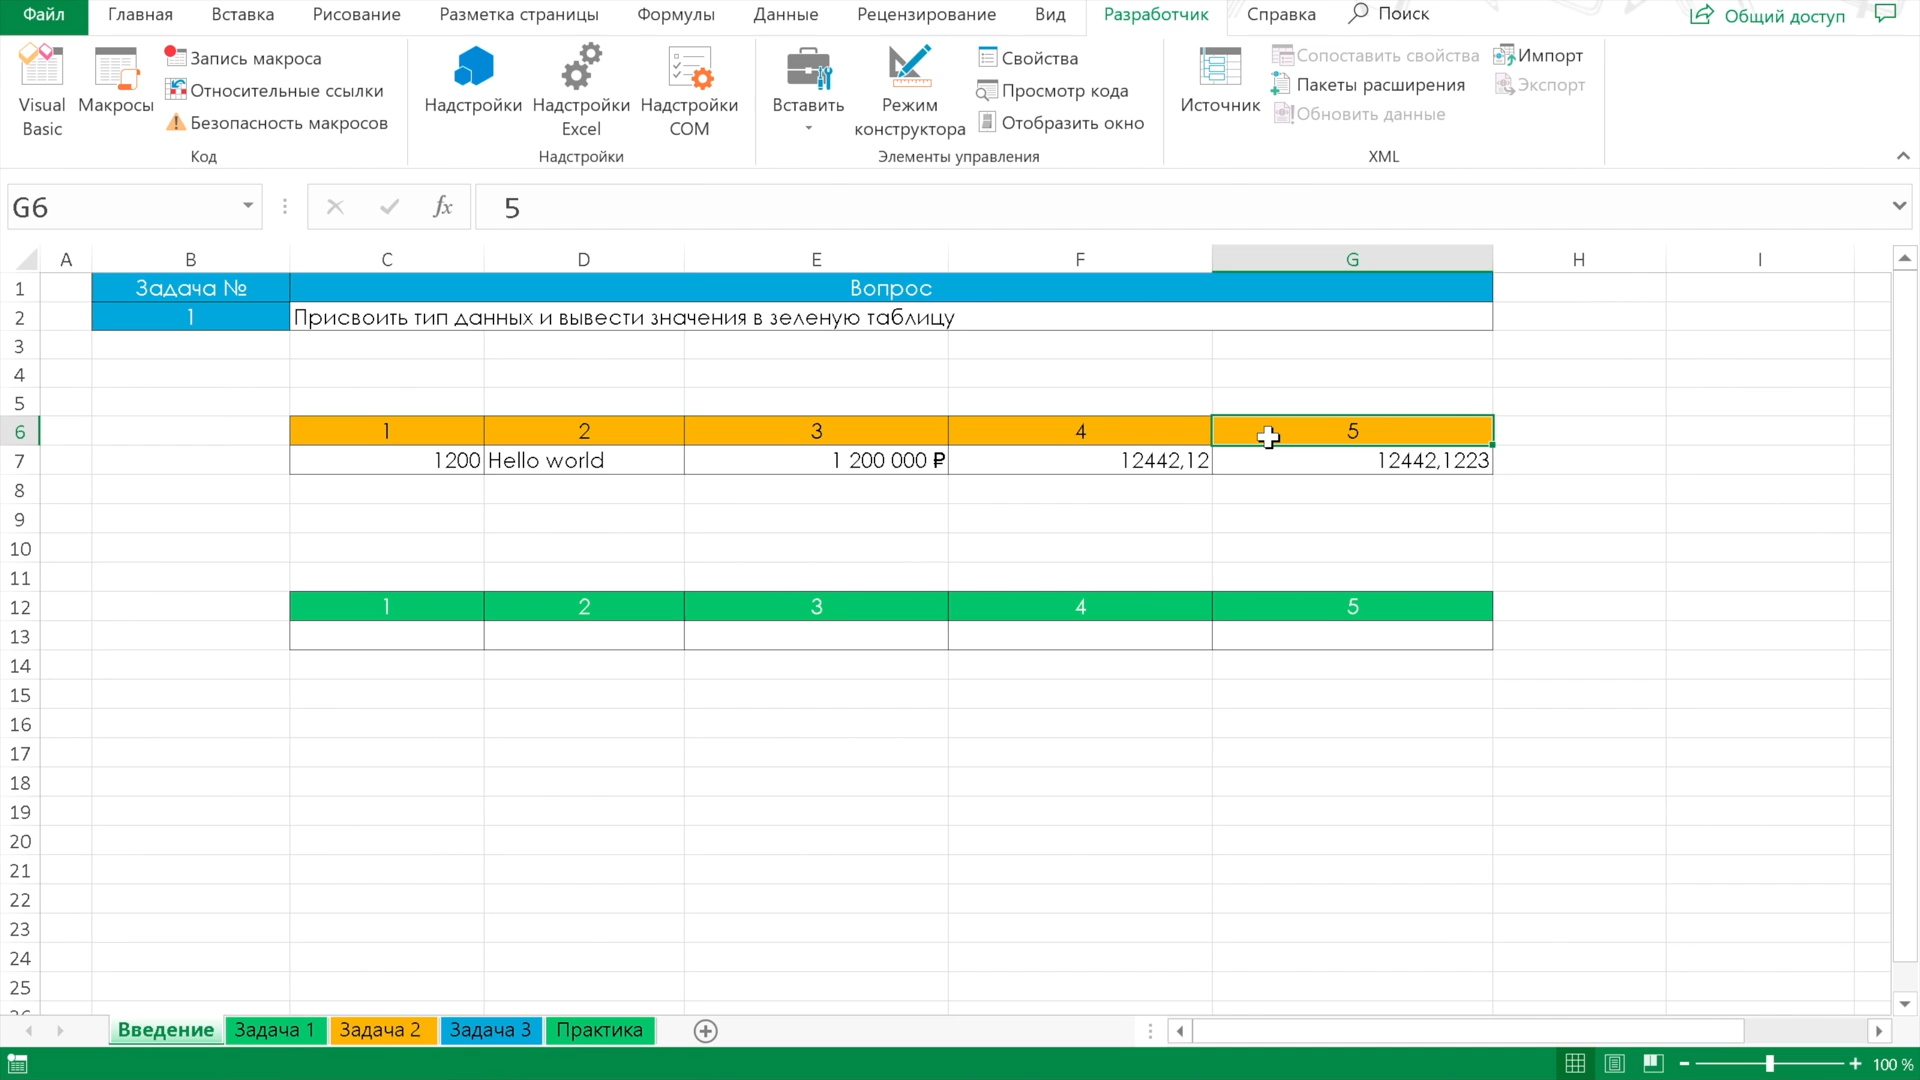 Файл Главная Вставка Рисование Разметка страницы Формулы Данные Рецензирование Вид Разработчик Справка Поиск Общий доступ
Visual Basic
Макросы
Запись макроса
Относительные ссылки
Безопасность макросов
Код
Надстройки
Надстройки Excel
Надстройки COM
Надстройки
Вставить
Режим конструктора
Свойства
Просмотр кода
Отобразить окно
Элементы управления
Источник
Сопоставить свойства
Пакеты расширения
Обновить данные
Импорт
Экспорт
XML
G6 fx 5
A B C D E F G H I
1 Задача № Вопрос
2 1 Присвоить тип данных и вывести значения в зеленую таблицу
3
4
5
6 1 2 3 4 5
7 1200 Hello world 1 200 000 ₽ 12442,12 12442,1223
8
9
10
11
12 1 2 3 4 5
13
14
15
16
17
18
19
20
21
22
23
24
25
Введение Задача 1 Задача 2 Задача 3 Практика
100 %